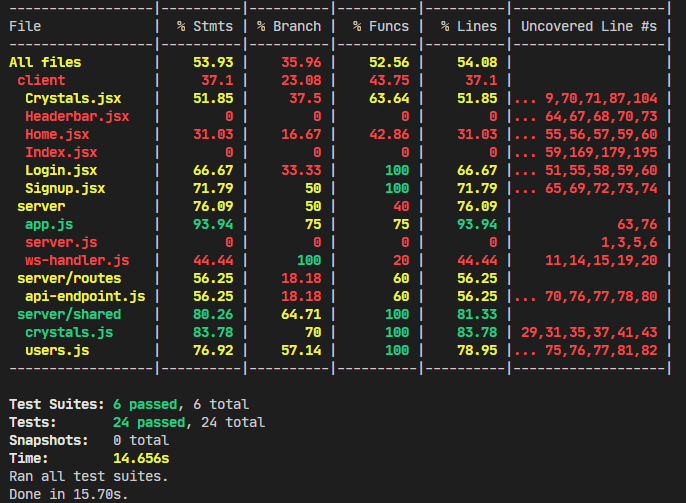 ------------------|----------|----------|----------|----------|-------------------|
File              |  % Stmts | % Branch |  % Funcs |  % Lines | Uncovered Line #s |
------------------|----------|----------|----------|----------|-------------------|
All files         |    53.93 |    35.96 |    52.56 |    54.08 |                   |
 client           |     37.1 |    23.08 |    43.75 |     37.1 |                   |
  Crystals.jsx    |    51.85 |     37.5 |    63.64 |    51.85 |... 9,70,71,87,104 |
  Headerbar.jsx   |        0 |        0 |        0 |        0 |... 64,67,68,70,73 |
  Home.jsx        |    31.03 |    16.67 |    42.86 |    31.03 |... 55,56,57,59,60 |
  Index.jsx       |        0 |        0 |        0 |        0 |... 59,169,179,195 |
  Login.jsx       |    66.67 |    33.33 |      100 |    66.67 |... 51,55,58,59,60 |
  Signup.jsx      |    71.79 |       50 |      100 |    71.79 |... 65,69,72,73,74 |
 server           |    76.09 |       50 |       40 |    76.09 |                   |
  app.js          |    93.94 |       75 |       75 |    93.94 |             63,76 |
  server.js       |        0 |        0 |        0 |        0 |           1,3,5,6 |
  ws-handler.js   |    44.44 |      100 |       20 |    44.44 |    11,14,15,19,20 |
 server/routes    |    56.25 |    18.18 |       60 |    56.25 |                   |
  api-endpoint.js |    56.25 |    18.18 |       60 |    56.25 |... 70,76,77,78,80 |
 server/shared    |    80.26 |    64.71 |      100 |    81.33 |                   |
  crystals.js     |    83.78 |       70 |      100 |    83.78 | 29,31,35,37,41,43 |
  users.js        |    76.92 |    57.14 |      100 |    78.95 |... 75,76,77,81,82 |
------------------|----------|----------|----------|----------|-------------------|
Test Suites: 6 passed, 6 total
Tests:       24 passed, 24 total
Snapshots:   0 total
Time:        14.656s
Ran all test suites.
Done in 15.70s.